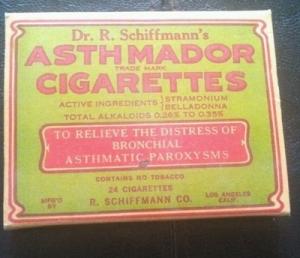 Dr. R. Schiffmann's
ASTHMADOR
TRADE MARK
CIGARETTES
ACTIVE INGREDIENTS } STRAMONIUM
BELLADONNA
TOTAL ALKALOIDS 0.26% TO 0.35%
TO RELIEVE THE DISTRESS OF
BRONCHIAL
ASTHMATIC PAROXYSMS
CONTAINS NO TOBACCO
24 CIGARETTES
MFG'D BY R. SCHIFFMANN CO. LOS ANGELES CALIF.